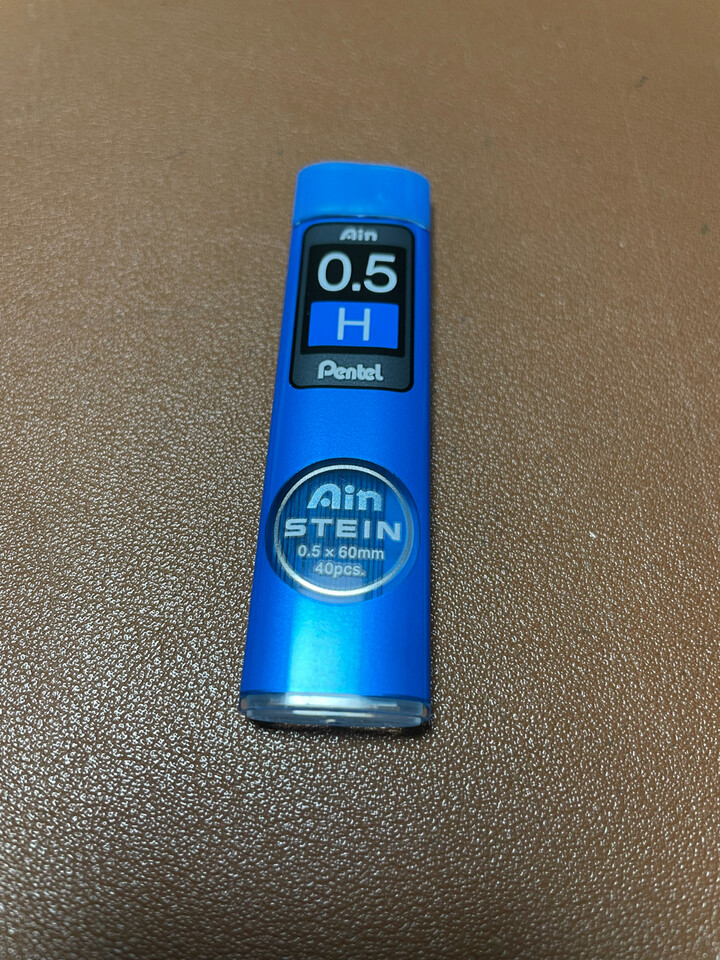 Ain
0.5
H
Pentel
Ain
STEIN
0.5 × 60mm
40pcs.